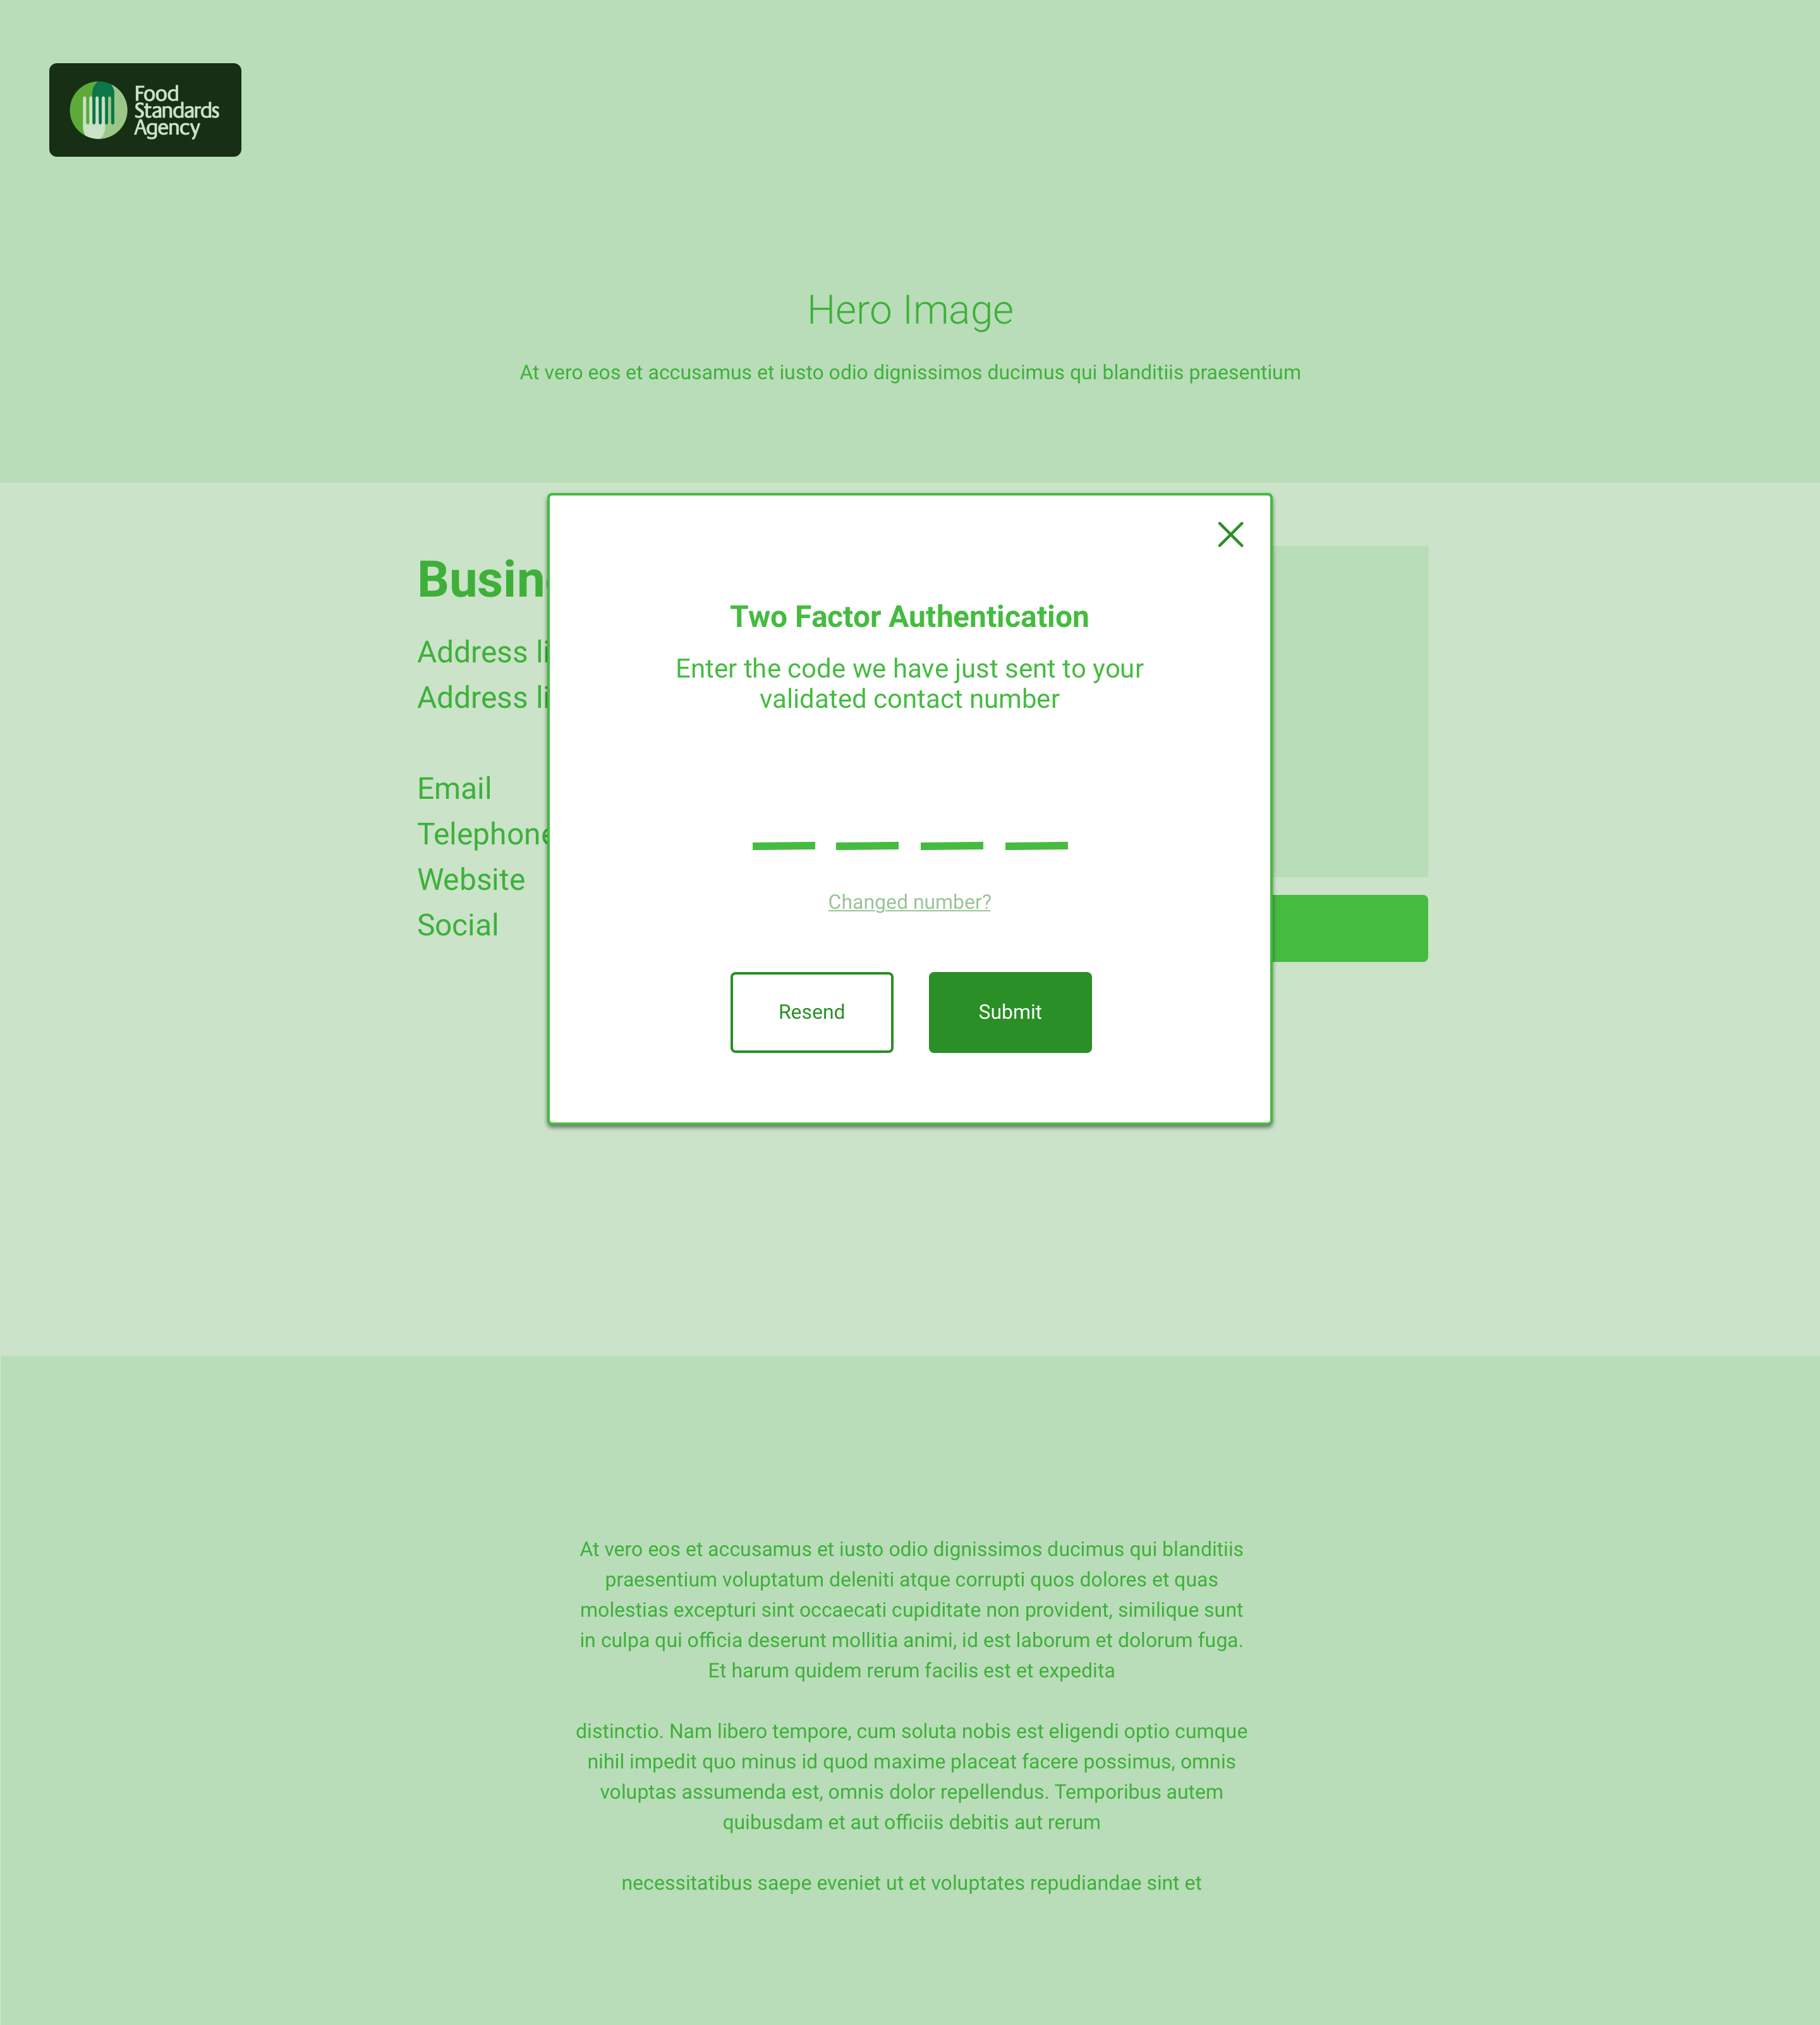 Food
Standards
Agency
Hero Image
At vero eos et accusamus et iusto odio dignissimos ducimus qui blanditiis praesentium
Two Factor Authentication
Enter the code we have just sent to your
validated contact number
Changed number?
Resend
Submit
Address
Address
Email
Telephone
Website
Social
At vero eos et accusamus et iusto odio dignissimos ducimus qui blanditiis
praesentium voluptatum deleniti atque corrupti quos dolores et quas
molestias excepturi sint occaecati cupiditate non provident, similique sunt
in culpa qui officia deserunt mollitia animi, id est laborum et dolorum fuga.
Et harum quidem rerum facilis est et expedita
distinctio. Nam libero tempore, cum soluta nobis est eligendi optio cumque
nihil impedit quo minus id quod maxime placeat facere possimus, omnis
voluptas assumenda est, omnis dolor repellendus. Temporibus autem
quibusdam et aut officiis debitis aut rerum
necessitatibus saepe eveniet ut et voluptates repudiandae sint et